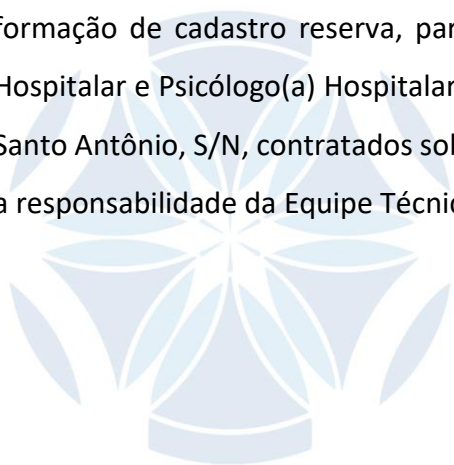 formação de cadastro reserva, par
Hospitalar e Psicólogo(a) Hospitalar
Santo Antônio, S/N, contratados sol
a responsabilidade da Equipe Técnic